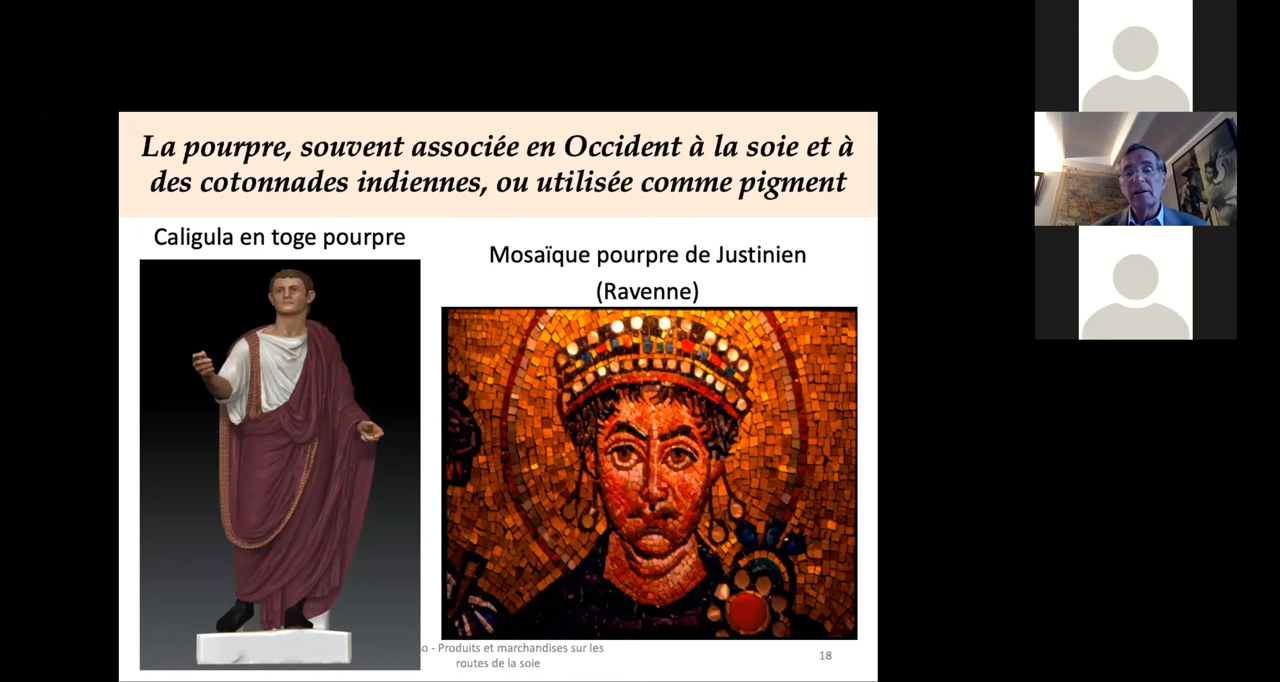 La pourpre, souvent associée en Occident à la soie et à
des cotonnades indiennes, ou utilisée comme pigment
Caligula en toge pourpre
Mosaïque pourpre de Justinien
(Ravenne)
- Produits et marchandises sur les
routes de la soie
18